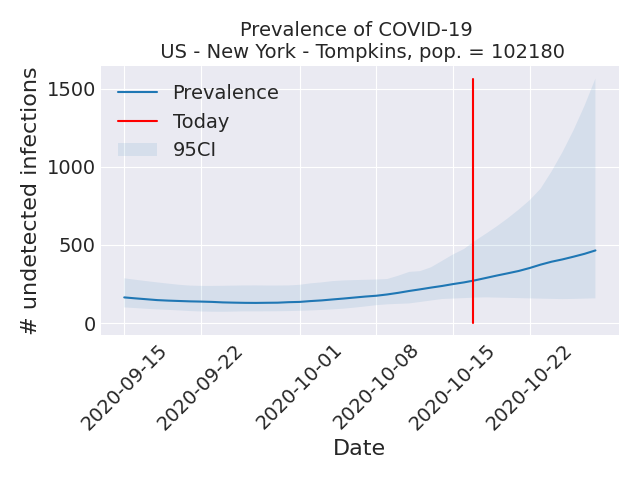 Prevalence of COVID-19
US - New York - Tompkins, pop. = 102180
# undetected infections
1500
1000
500
0
Prevalence
Today
95CI
2020-09-15
2020-09-22
2020-10-01
2020-10-08
2020-10-15
2020-10-22
Date